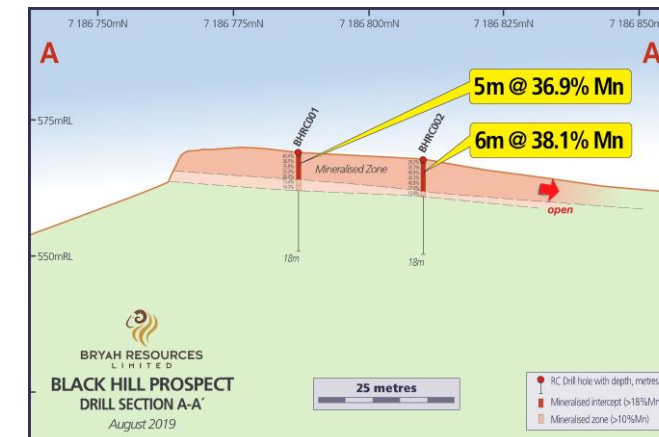 7 186 750mN
7 186 775mN
7 186 800mN
7 186 825mN
7 186 850m
A
A
5m @ 36.9% Mn
6m @ 38.1% Mn
575mRL
BHRC001
BHRC002
Mineralised Zone
open
550mRL
18m
18m
BRYAH RESOURCES
LIMITED
BLACK HILL PROSPECT
DRILL SECTION A-A´
August 2019
25 metres
RC Drill hole with depth, metres
Mineralised intercept (>18%Mn
Mineralised zone (>10%Mn)